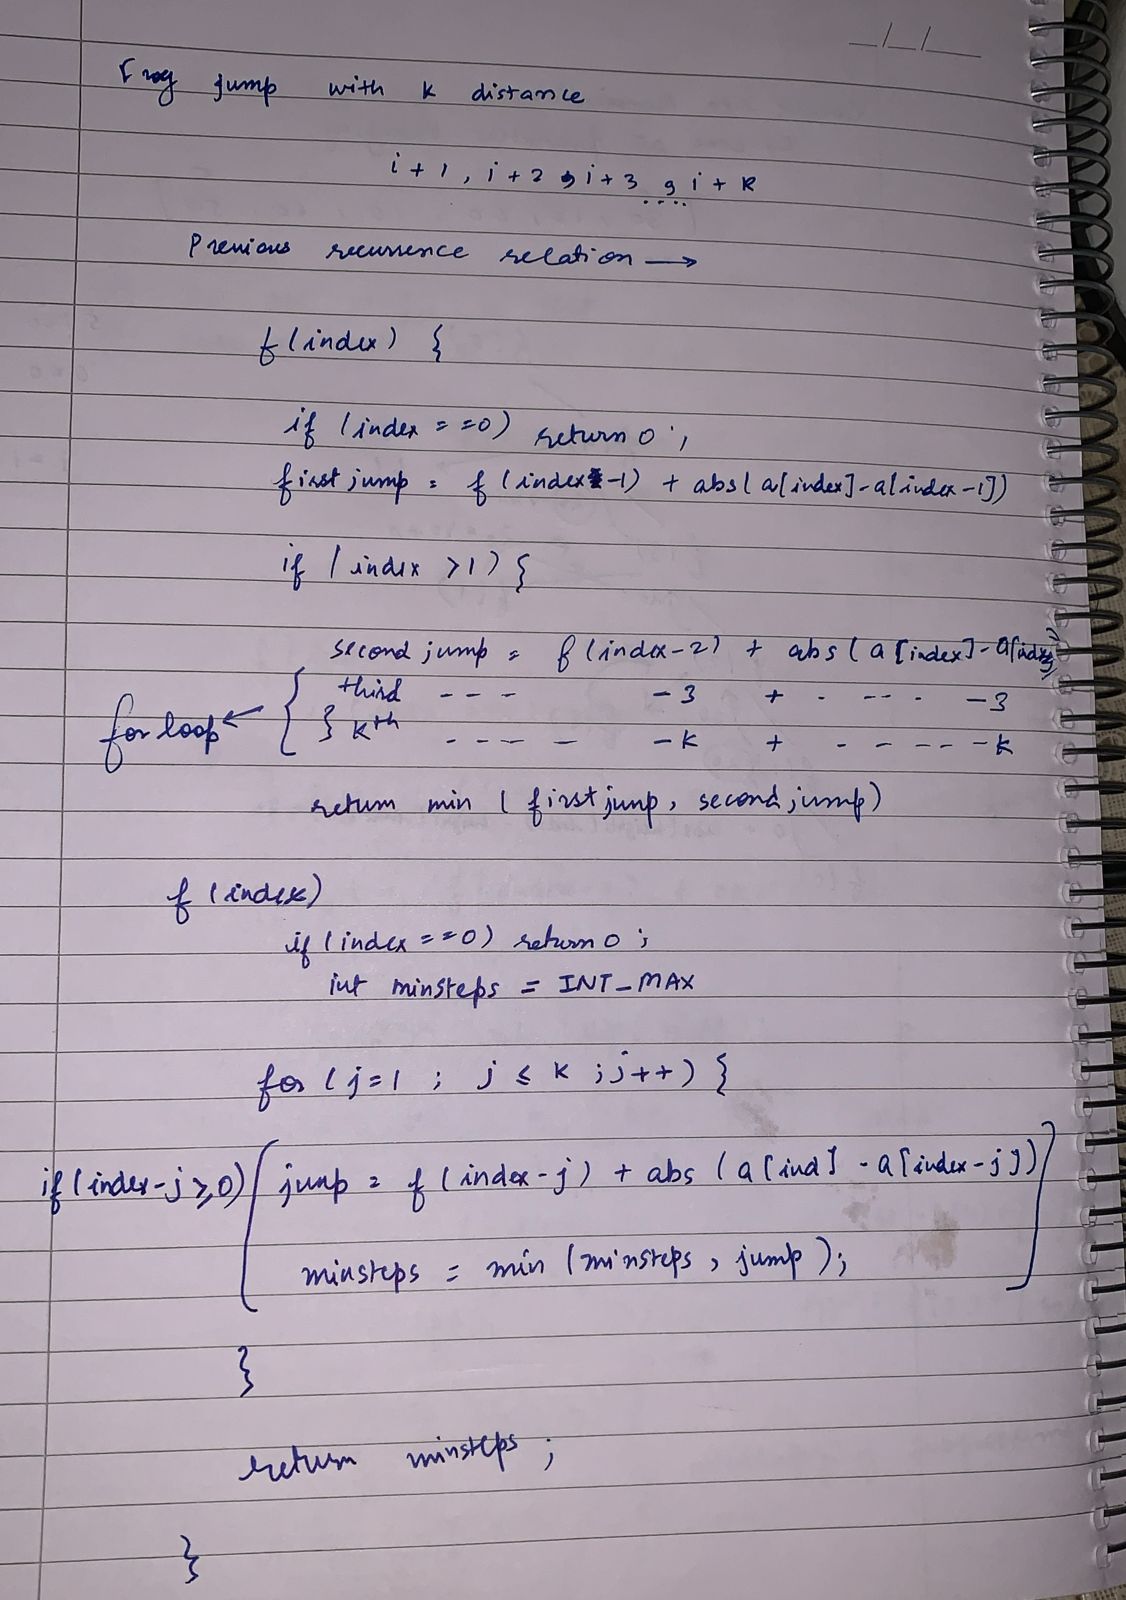 _/_/__
Frog jump with k distance
i+1, i+2, i+3, .... i+k
Previous recurrence relation →
f(index) {
if (index == 0) return 0;
first jump = f(index-1) + abs(a[index]-a[index-1])
if (index >1) {
second jump = f(index-2) + abs(a[index]-a[index
third --- -3 + . --- . -3
for loop ← { } kth ---- - -k + . ----- -k
return min (first jump, second jump)
f(index)
if (index == 0) return 0;
int minsteps = INT_MAX
for (j=1 ; j ≤ k ; j++) {
if (index-j ≥ 0) [ jump = f(index-j) + abs (a[ind] - a[index-j]) ]
minsteps = min (minsteps, jump);
}
return minsteps;
}